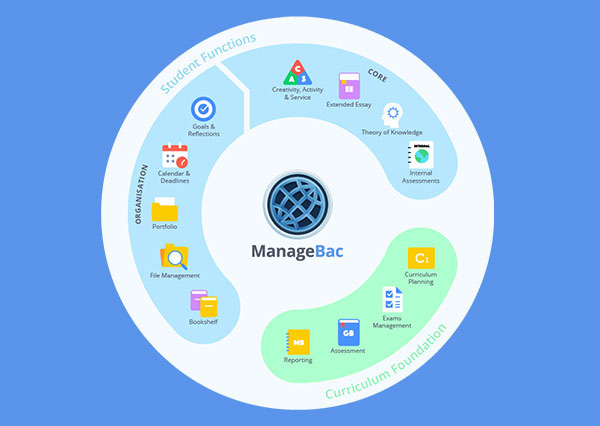 Student Functions
CORE
C
A S
Creativity, Activity
& Service
EE
Extended Essay
Theory of Knowledge
INTERNAL
Internal
Assessments
Goals &
Reflections
Calendar &
Deadlines
ORGANISATION
Portfolio
File Management
Bookshelf
ManageBac
C1
Curriculum
Planning
Exams
Management
GB
Assessment
MB
Reporting
Curriculum Foundation